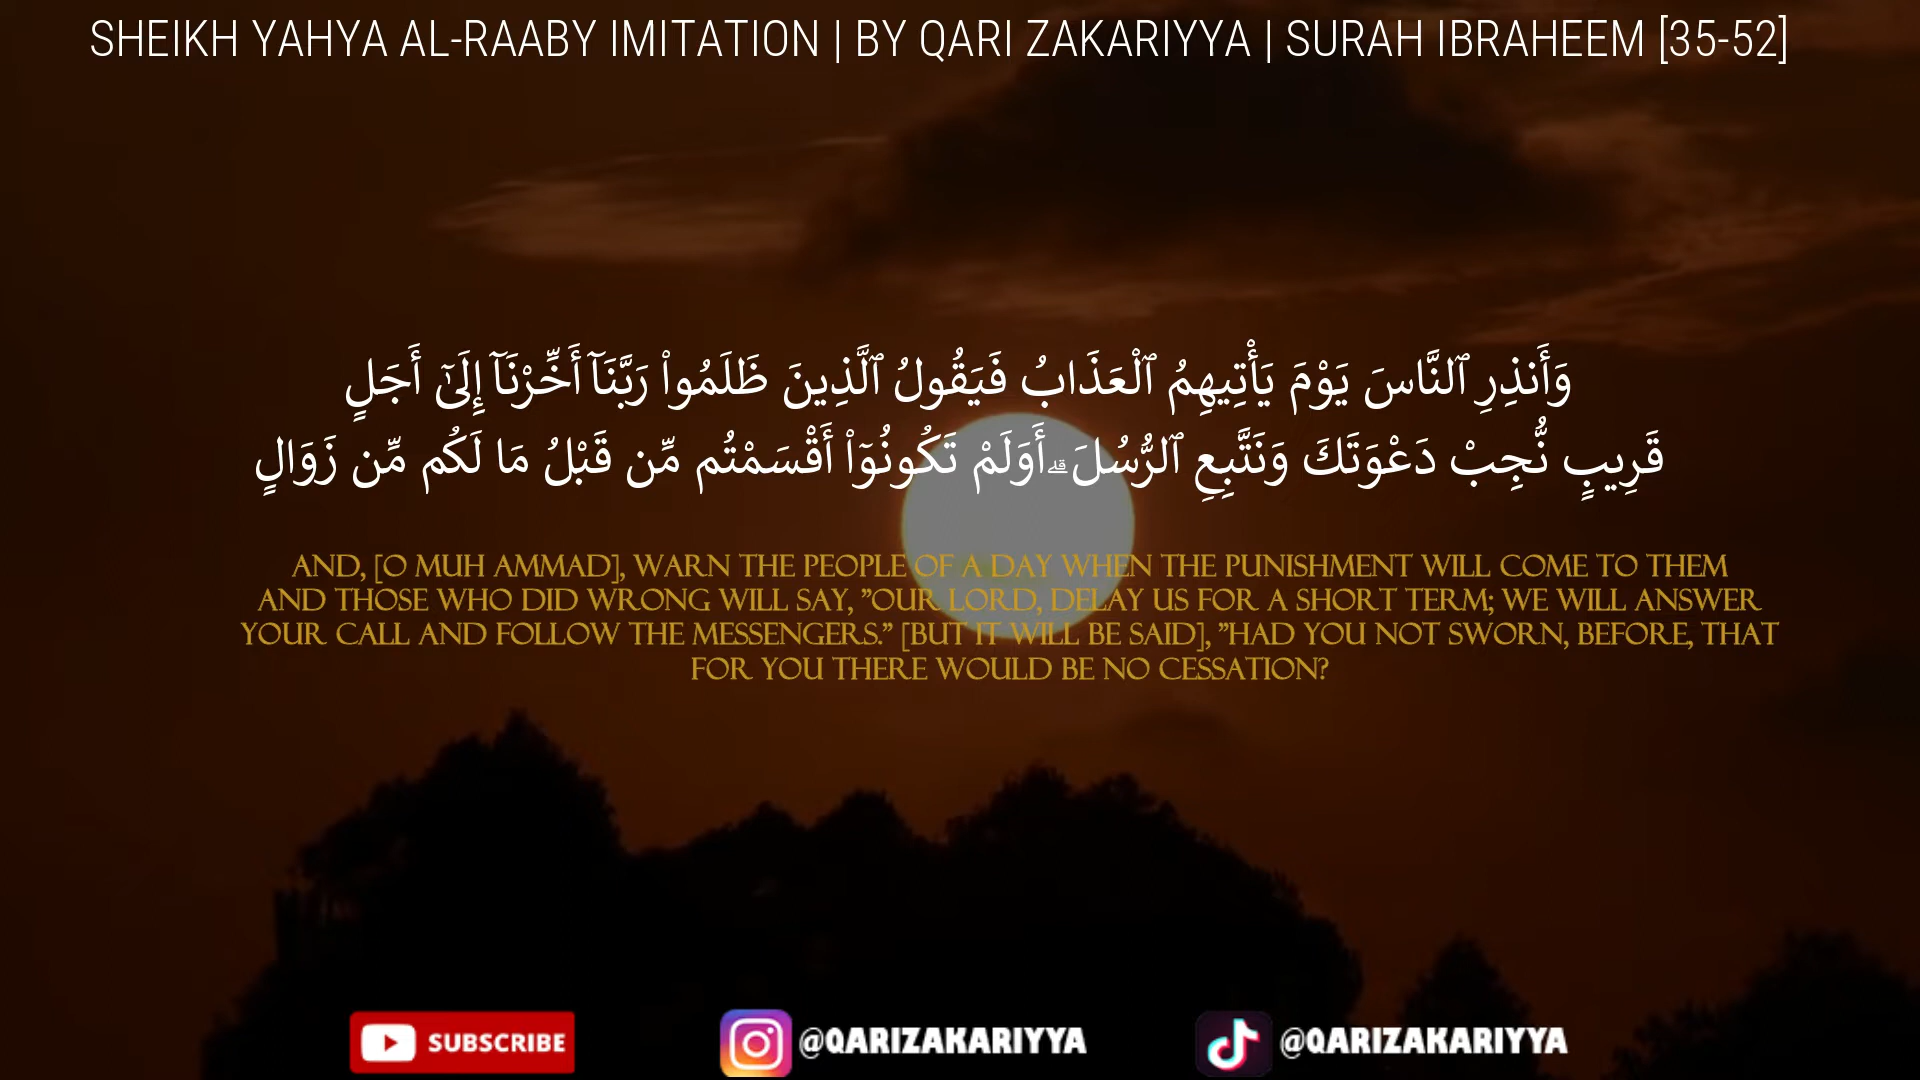 SHEIKH YAHYA AL-RAABY IMITATION | BY QARI ZAKARIYYA | SURAH IBRAHEEM [35-52]
وَأَنذِرِ ٱلنَّاسَ يَوْمَ يَأْتِيهِمُ ٱلْعَذَابُ فَيَقُولُ ٱلَّذِينَ ظَلَمُوا۟ رَبَّنَآ أَخِّرْنَآ إِلَىٰٓ أَجَلٍ
قَرِيبٍ نُّجِبْ دَعْوَتَكَ وَنَتَّبِعِ ٱلرُّسُلَ ۗ أَوَلَمْ تَكُونُوٓا۟ أَقْسَمْتُم مِّن قَبْلُ مَا لَكُم مِّن زَوَالٍ
AND, [O MUH AMMAD], WARN THE PEOPLE OF A DAY WHEN THE PUNISHMENT WILL COME TO THEM
AND THOSE WHO DID WRONG WILL SAY, "OUR LORD, DELAY US FOR A SHORT TERM; WE WILL ANSWER
YOUR CALL AND FOLLOW THE MESSENGERS." [BUT IT WILL BE SAID], "HAD YOU NOT SWORN, BEFORE, THAT
FOR YOU THERE WOULD BE NO CESSATION?
SUBSCRIBE @QARIZAKARIYYA @QARIZAKARIYYA